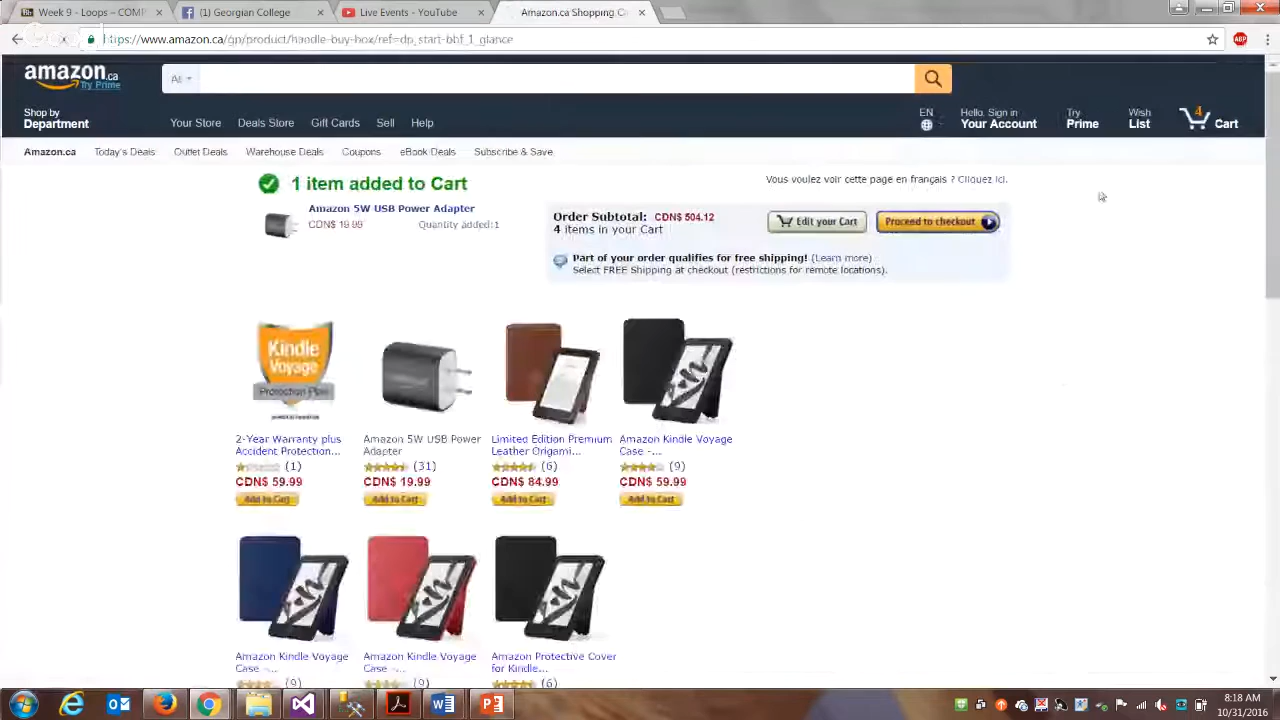 Week 9 - Loops – COMP
(1) Georgian College
Live Events - YouTube
Amazon.ca Shopping C
https://www.amazon.ca/gp/product/handle-buy-box/ref=dp_start-bbf_1_glance
ABP
amazon.ca
Try Prime
All
Shop by
Department
Your Store
Deals Store
Gift Cards
Sell
Help
EN
Hello. Sign in
Your Account
Try
Prime
Wish
List
4
Cart
Amazon.ca
Today's Deals
Outlet Deals
Warehouse Deals
Coupons
eBook Deals
Subscribe & Save
1 item added to Cart
Vous voulez voir cette page en français ? Cliquez ici.
Amazon 5W USB Power Adapter
CDN$ 19.99
Quantity added:1
Order Subtotal: CDN$ 504.12
4 items in your Cart
Edit your Cart
Proceed to checkout
Part of your order qualifies for free shipping! (Learn more)
Select FREE Shipping at checkout (restrictions for remote locations).
Kindle
Voyage
Protection Plan
2-Year Warranty plus
Accident Protection...
(1)
CDN$ 59.99
Add to Cart
Amazon 5W USB Power
Adapter
(31)
CDN$ 19.99
Add to Cart
Limited Edition Premium
Leather Origami...
(6)
CDN$ 84.99
Add to Cart
Amazon Kindle Voyage
Case -...
(9)
CDN$ 59.99
Add to Cart
Amazon Kindle Voyage
Case -...
(9)
Amazon Kindle Voyage
Case -...
(9)
Amazon Protective Cover
for Kindle...
(6)
8:18 AM
10/31/2016